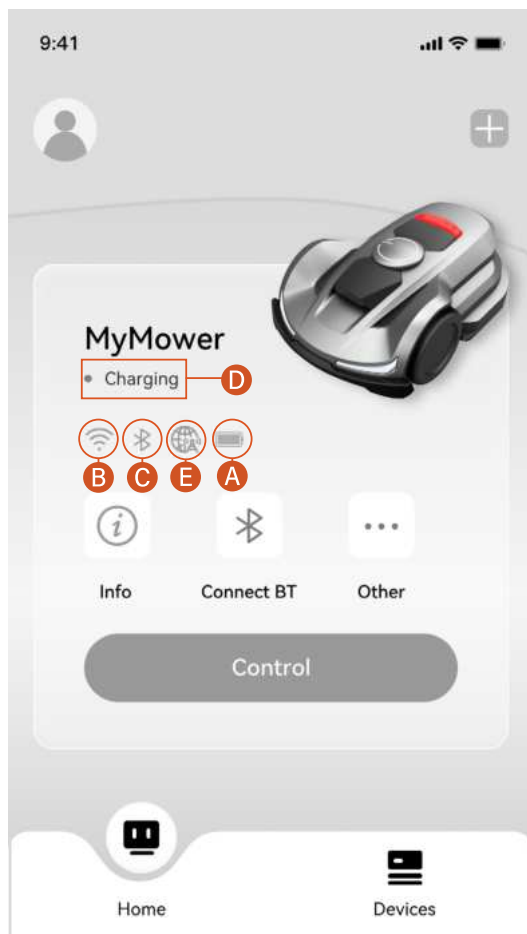 9:41
MyMower
• Charging
D
B C E A
Info Connect BT Other
Control
Home Devices